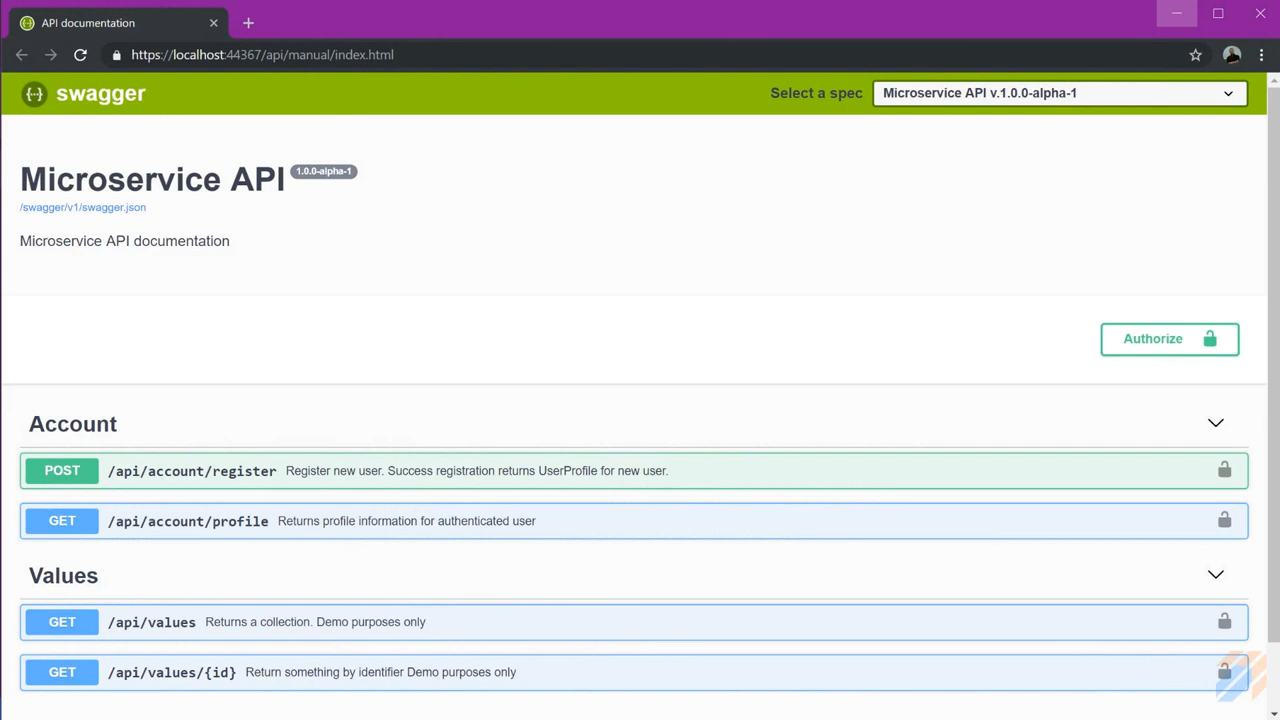 API documentation
https://localhost:44367/api/manual/index.html
{···} swagger
Select a spec
Microservice API v.1.0.0-alpha-1
Microservice API 1.0.0-alpha-1
/swagger/v1/swagger.json
Microservice API documentation
Authorize
Account
POST /api/account/register Register new user. Success registration returns UserProfile for new user.
GET /api/account/profile Returns profile information for authenticated user
Values
GET /api/values Returns a collection. Demo purposes only
GET /api/values/{id} Return something by identifier Demo purposes only